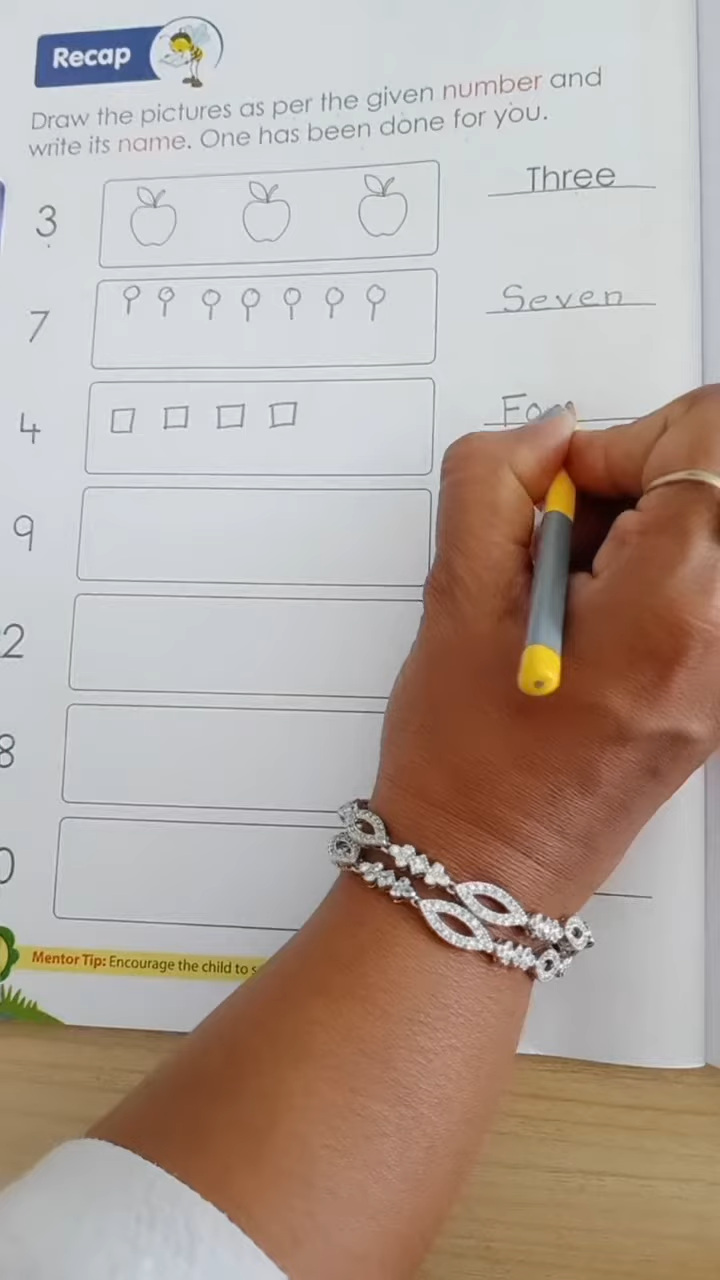 Recap
Draw the pictures as per the given number and
write its name. One has been done for you.
3 Three
7 Seven
4
9
2
8
0
Mentor Tip: Encourage the child to